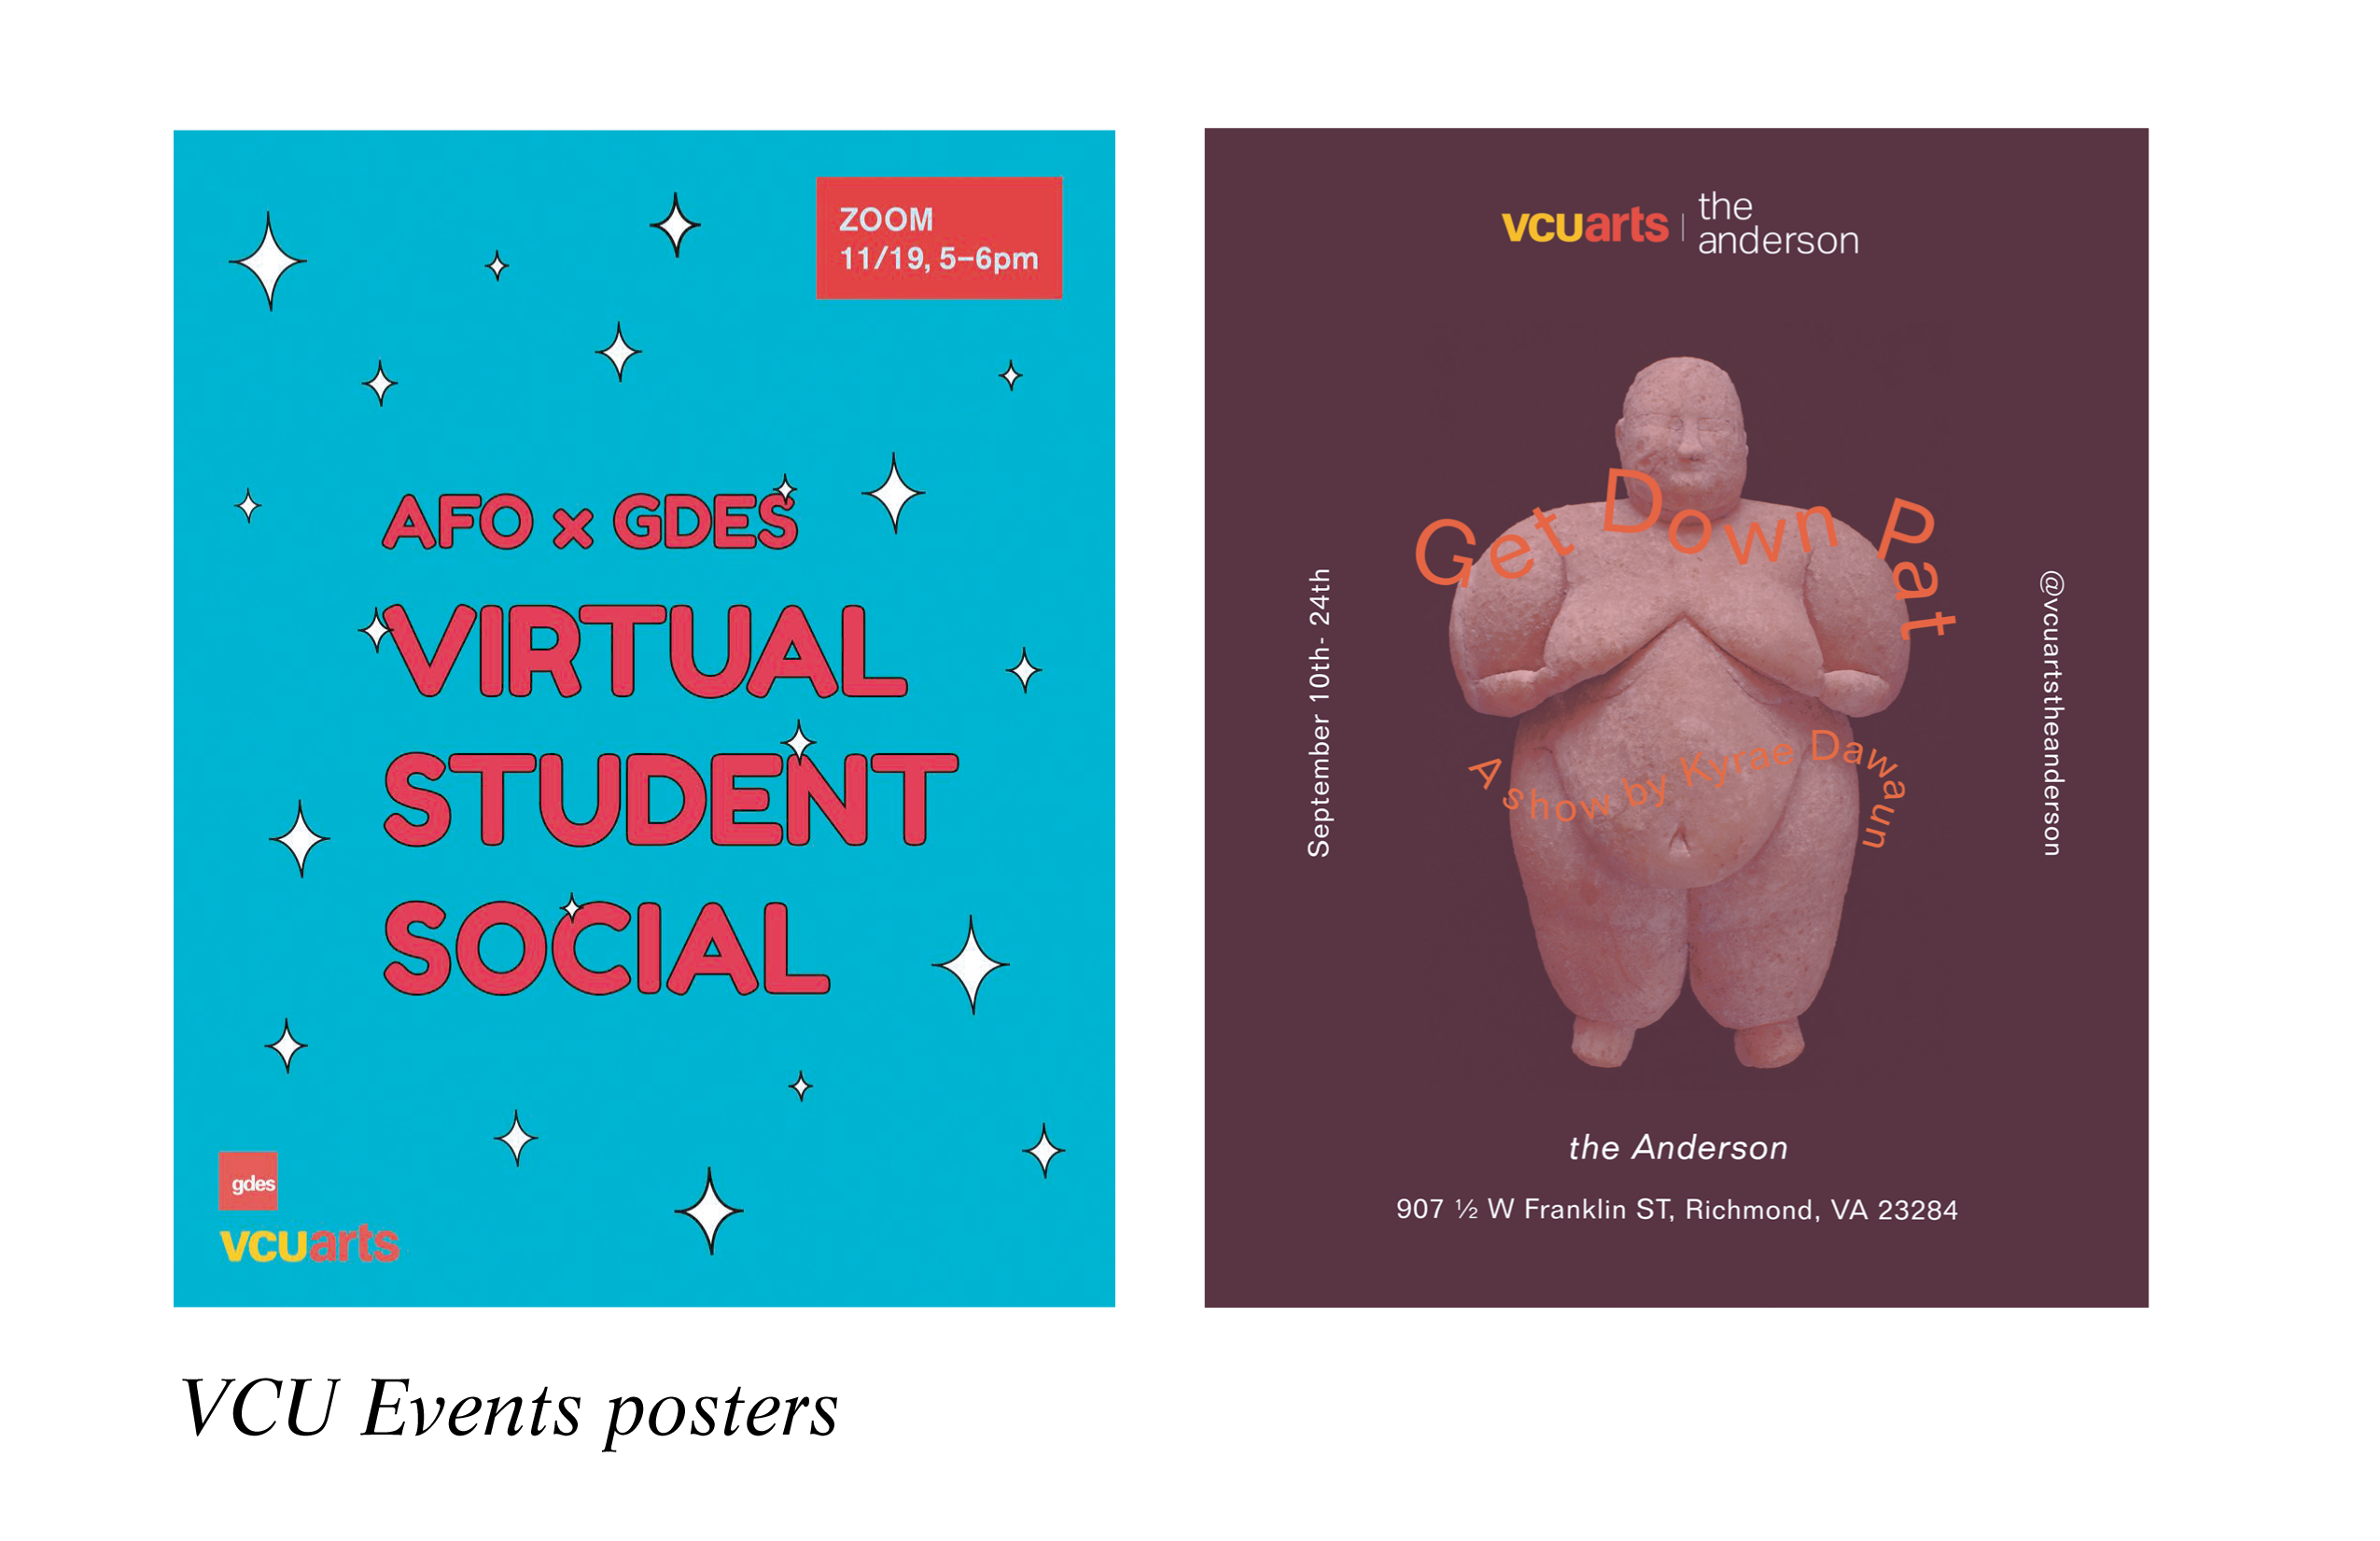 ZOOM
11/19, 5–6pm
AFO x GDES
VIRTUAL
STUDENT
SOCIAL
gdes
vcuarts
vcuarts | the
anderson
Get Down Pat
September 10th- 24th
@vcuartstheanderson
A show by Kyrae Dawaun
the Anderson
907 ½ W Franklin ST, Richmond, VA 23284
VCU Events posters